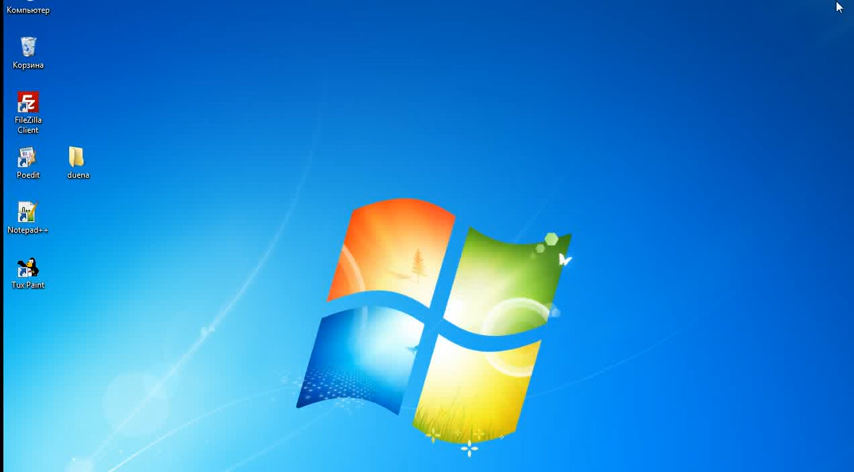 Компьютер
Корзина
FileZilla
Client
Poedit
duena
Notepad++
Tux Paint